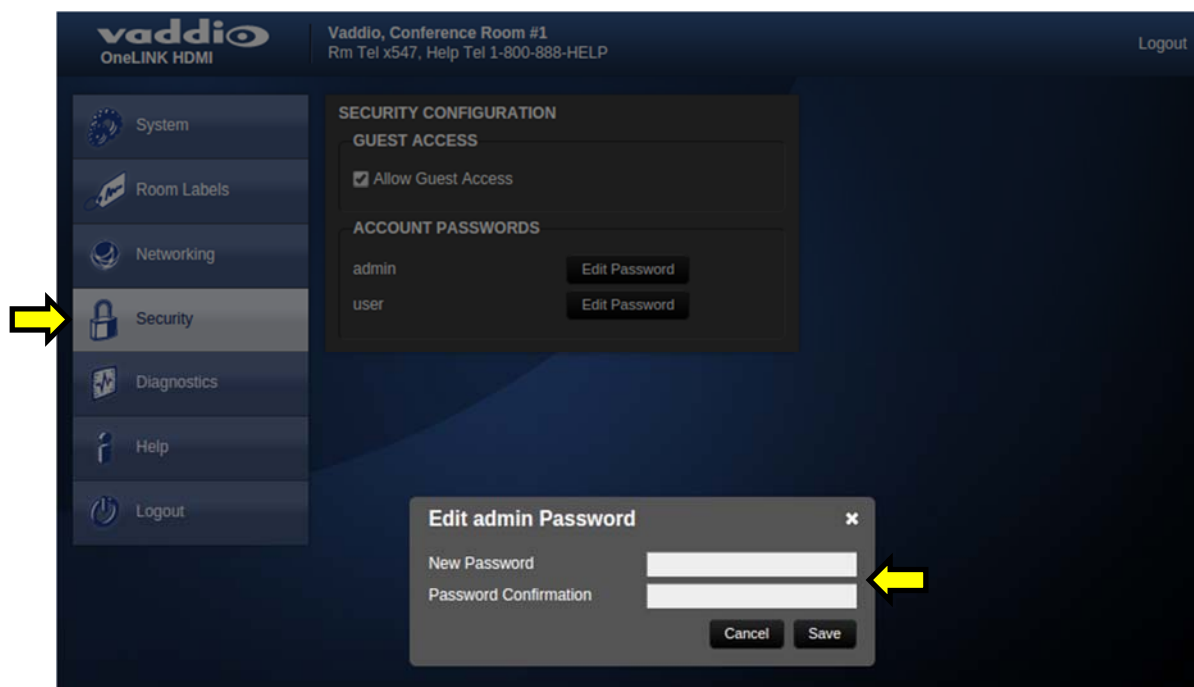 vaddio
OneLINK HDMI
Vaddio, Conference Room #1
Rm Tel x547, Help Tel 1-800-888-HELP
Logout
System
Room Labels
Networking
Security
Diagnostics
Help
Logout
SECURITY CONFIGURATION
GUEST ACCESS
Allow Guest Access
ACCOUNT PASSWORDS
admin Edit Password
user Edit Password
Edit admin Password
New Password
Password Confirmation
Cancel Save